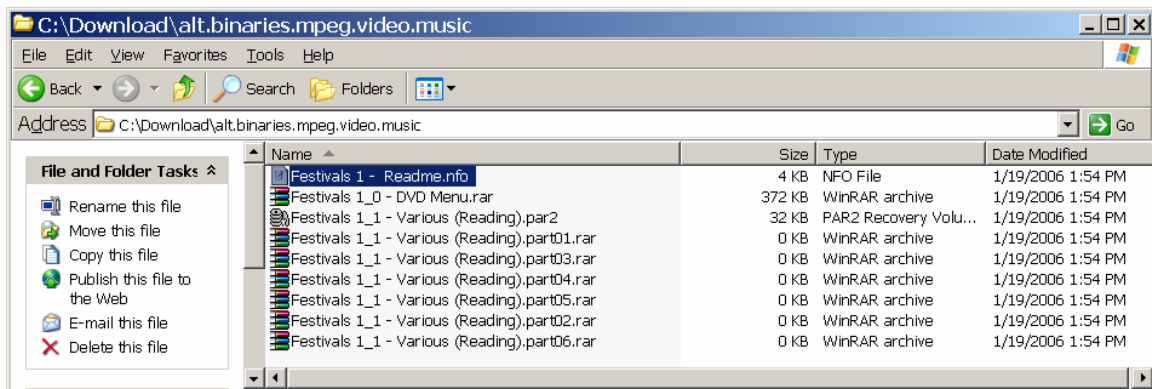 C:\Download\alt.binaries.mpeg.video.music
File Edit View Favorites Tools Help
Back Search Folders
Address C:\Download\alt.binaries.mpeg.video.music Go
File and Folder Tasks
Rename this file
Move this file
Copy this file
Publish this file to
the Web
E-mail this file
Delete this file
Name Size Type Date Modified
Festivals 1 - Readme.nfo 4 KB NFO File 1/19/2006 1:54 PM
Festivals 1_0 - DVD Menu.rar 372 KB WinRAR archive 1/19/2006 1:54 PM
Festivals 1_1 - Various (Reading).par2 32 KB PAR2 Recovery Volu... 1/19/2006 1:54 PM
Festivals 1_1 - Various (Reading).part01.rar 0 KB WinRAR archive 1/19/2006 1:54 PM
Festivals 1_1 - Various (Reading).part03.rar 0 KB WinRAR archive 1/19/2006 1:54 PM
Festivals 1_1 - Various (Reading).part04.rar 0 KB WinRAR archive 1/19/2006 1:54 PM
Festivals 1_1 - Various (Reading).part05.rar 0 KB WinRAR archive 1/19/2006 1:54 PM
Festivals 1_1 - Various (Reading).part02.rar 0 KB WinRAR archive 1/19/2006 1:54 PM
Festivals 1_1 - Various (Reading).part06.rar 0 KB WinRAR archive 1/19/2006 1:54 PM